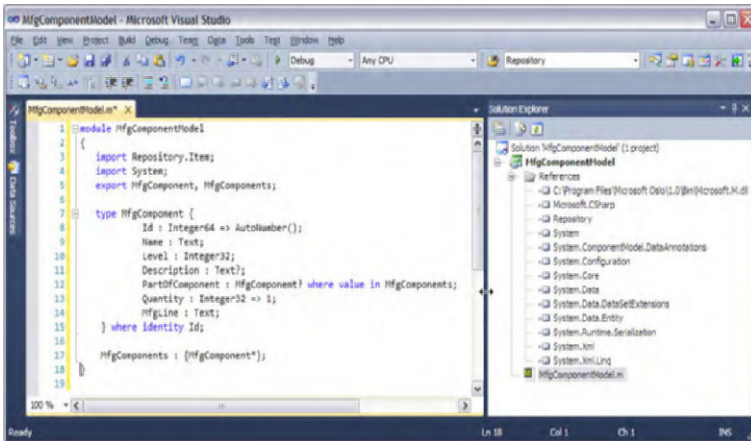 MfgComponentModel - Microsoft Visual Studio
File Edit View Project Build Debug Team Data Tools Test Window Help
Debug Any CPU Repository
Toolbox
Data Sources
MfgComponentModel.m* X
1 module MfgComponentModel
2 {
3 import Repository.Item;
4 import System;
5 export MfgComponent, MfgComponents;
6
7 type MfgComponent {
8 Id : Integer64 => AutoNumber();
9 Name : Text;
10 Level : Integer32;
11 Description : Text?;
12 PartOfComponent : MfgComponent? where value in MfgComponents;
13 Quantity : Integer32 => 1;
14 MfgLine : Text;
15 } where identity Id;
16
17 MfgComponents : {MfgComponent*};
18 }
19
100 %
Solution Explorer
Solution 'MfgComponentModel' (1 project)
MfgComponentModel
References
C:\Program Files\Microsoft Oslo\1.0\Bin\Microsoft.M.dll
Microsoft.CSharp
Repository
System
System.ComponentModel.DataAnnotations
System.Configuration
System.Core
System.Data
System.Data.DataSetExtensions
System.Data.Entity
System.Runtime.Serialization
System.Xml
System.Xml.Linq
MfgComponentModel.m
Ready Ln 18 Col 1 Ch 1 INS